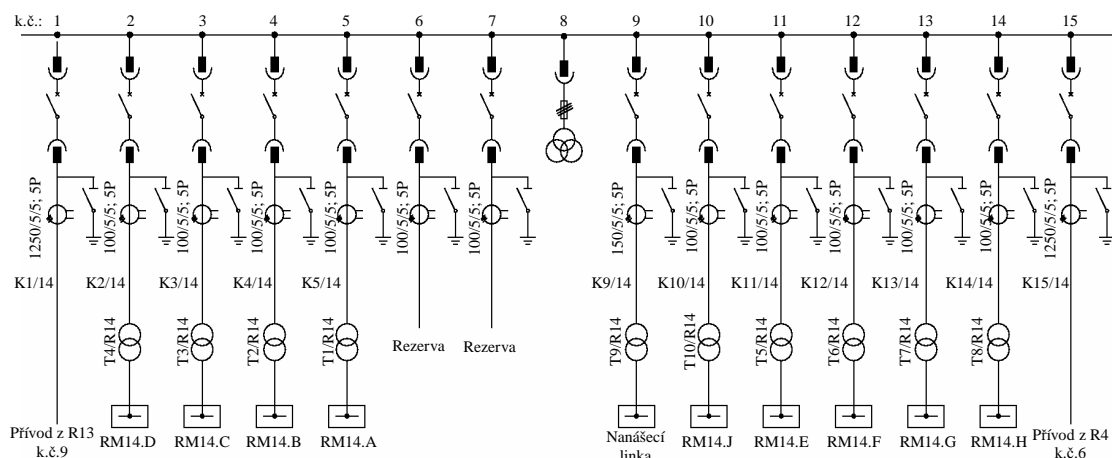 k.č.: 1 2 3 4 5 6 7 8 9 10 11 12 13 14 15
1250/5/5; 5P 100/5/5; 5P 100/5/5; 5P 100/5/5; 5P 100/5/5; 5P 100/5/5; 5P 100/5/5; 5P 150/5/5; 5P 100/5/5; 5P 100/5/5; 5P 100/5/5; 5P 100/5/5; 5P 100/5/5; 5P 1250/5/5; 5P
K1/14 K2/14 K3/14 K4/14 K5/14 K9/14 K10/14 K11/14 K12/14 K13/14 K14/14 K15/14
T4/R14 T3/R14 T2/R14 T1/R14 Rezerva Rezerva T9/R14 T10/R14 T5/R14 T6/R14 T7/R14 T8/R14
Přívod z R13 RM14.D RM14.C RM14.B RM14.A Nanášecí RM14.J RM14.E RM14.F RM14.G RM14.H Přívod z R4
k.č.9 linka k.č.6